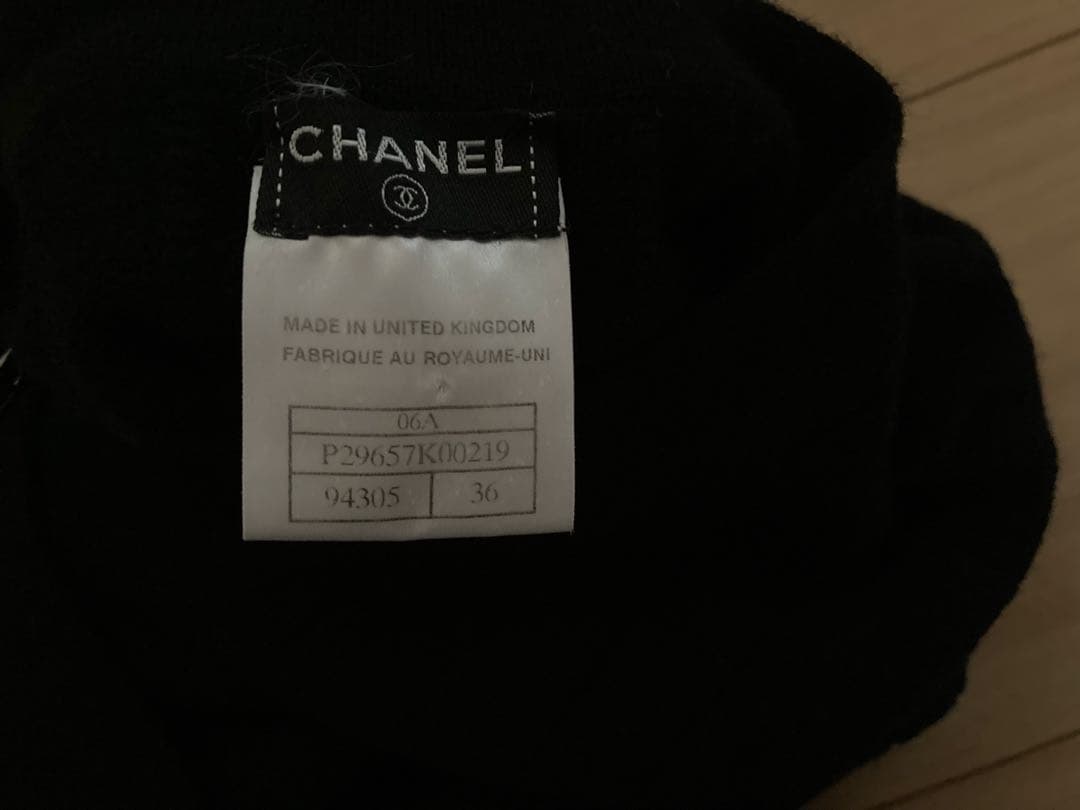 CHANEL
MADE IN UNITED KINGDOM
FABRIQUE AU ROYAUME-UNI
06A
P29657K00219
94305 36